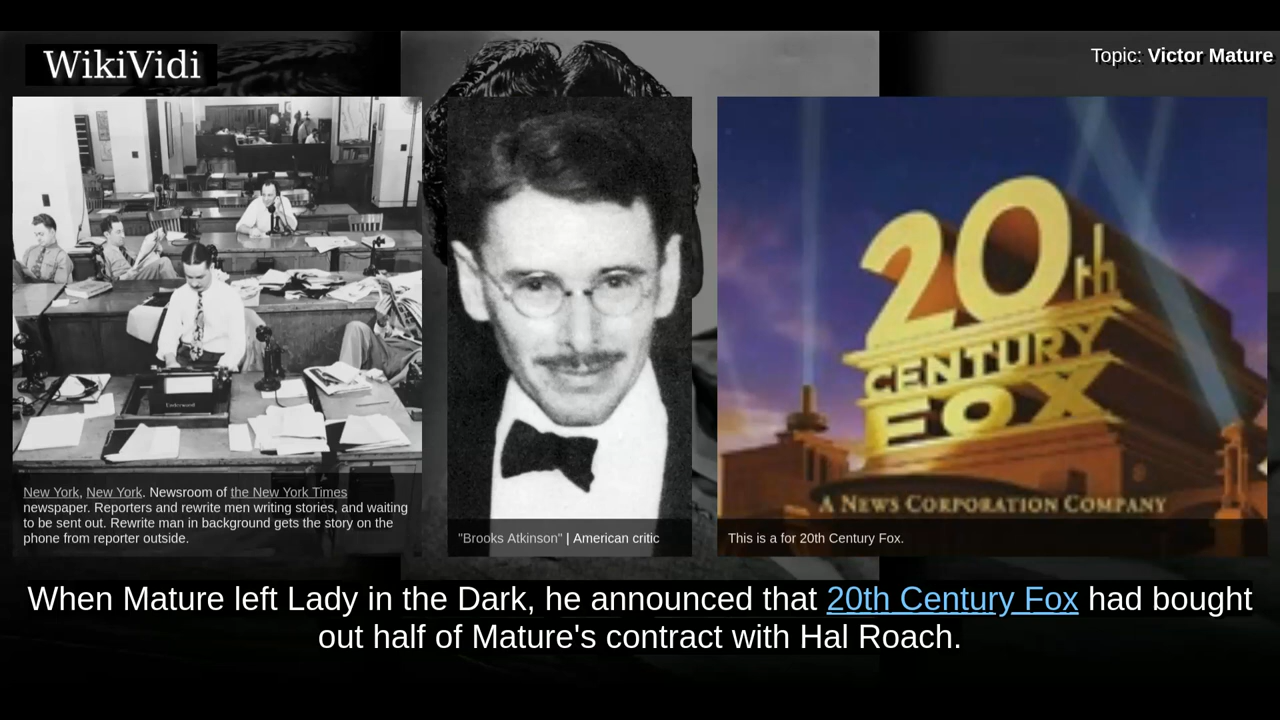 WikiVidi
Topic: Victor Mature
Underwood
20th
CENTURY
FOX
A NEWS CORPORATION COMPANY
New York, New York. Newsroom of the New York Times
newspaper. Reporters and rewrite men writing stories, and waiting
to be sent out. Rewrite man in background gets the story on the
phone from reporter outside.
"Brooks Atkinson" | American critic
This is a for 20th Century Fox.
When Mature left Lady in the Dark, he announced that 20th Century Fox had bought
out half of Mature's contract with Hal Roach.